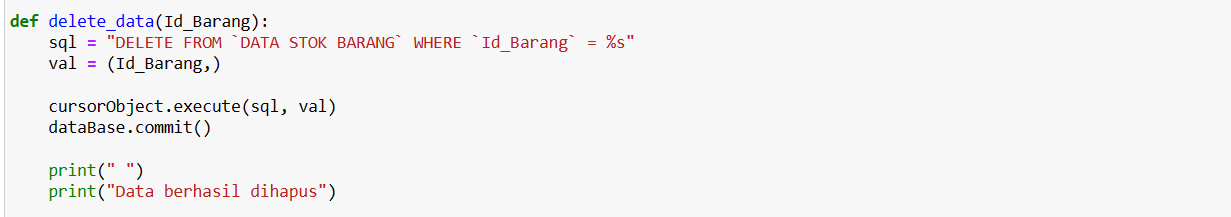 def delete_data(Id_Barang):
    sql = "DELETE FROM `DATA STOK BARANG` WHERE `Id_Barang` = %s"
    val = (Id_Barang,)
    cursorObject.execute(sql, val)
    dataBase.commit()
    print(" ")
    print("Data berhasil dihapus")